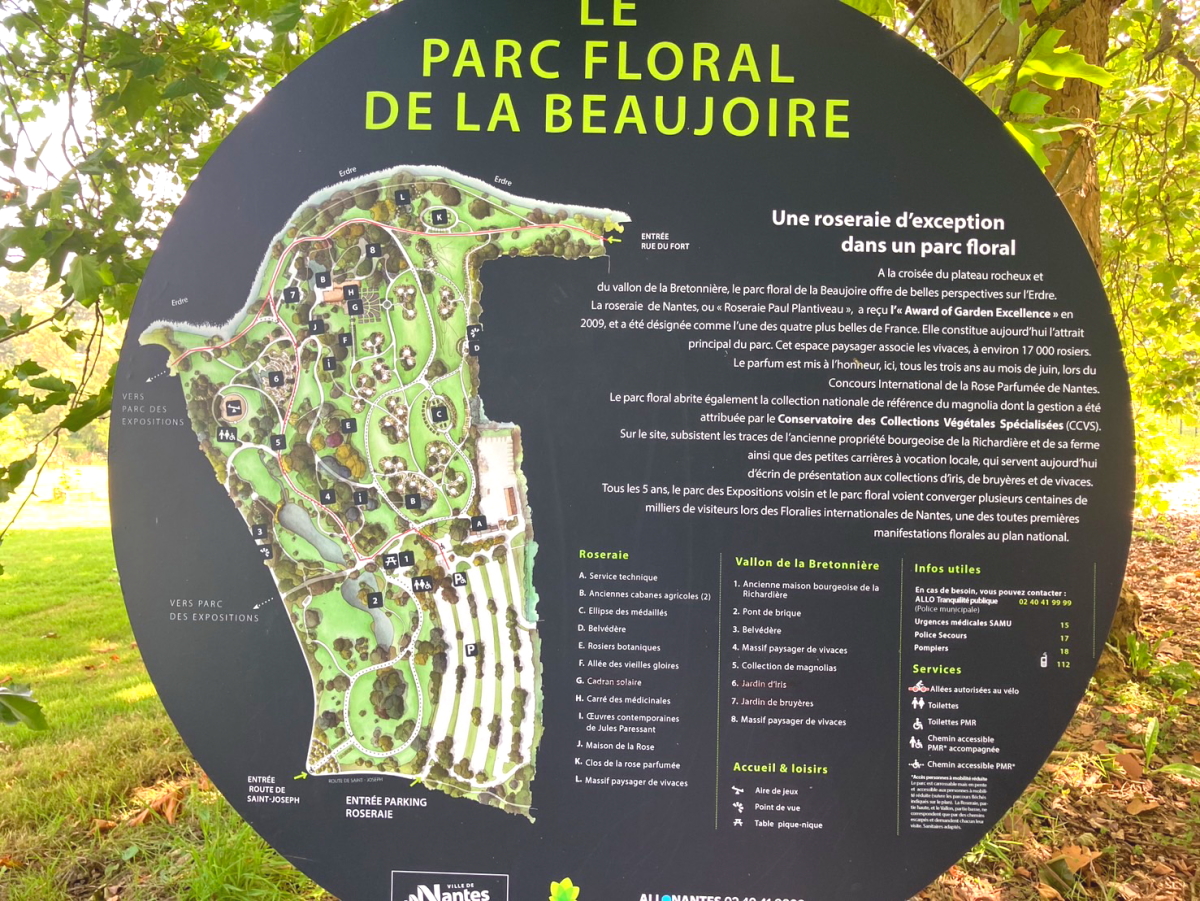 LE
PARC FLORAL
DE LA BEAUJOIRE
Erdre
Erdre
Erdre
ENTRÉE
RUE DU FORT
VERS
PARC DES
EXPOSITIONS
VERS PARC
DES EXPOSITIONS
L
K
8
B
H
7
G
J
F
i
6
C
E
5
4
i
B
A
3
1
2
D
P
P
ROUTE DE SAINT-JOSEPH
ENTRÉE
ROUTE DE
SAINT-JOSEPH
ENTRÉE PARKING
ROSERAIE
Une roseraie d'exception
dans un parc floral
A la croisée du plateau rocheux et
du vallon de la Bretonnière, le parc floral de la Beaujoire offre de belles perspectives sur l'Erdre.
La roseraie de Nantes, ou « Roseraie Paul Plantiveau », a reçu l'« Award of Garden Excellence » en
2009, et a été désignée comme l'une des quatre plus belles de France. Elle constitue aujourd'hui l'attrait
principal du parc. Cet espace paysager associe les vivaces, à environ 17 000 rosiers.
Le parfum est mis à l'honneur, ici, tous les trois ans au mois de juin, lors du
Concours International de la Rose Parfumée de Nantes.
Le parc floral abrite également la collection nationale de référence du magnolia dont la gestion a été
attribuée par le Conservatoire des Collections Végétales Spécialisées (CCVS).
Sur le site, subsistent les traces de l'ancienne propriété bourgeoise de la Richardière et de sa ferme
ainsi que des petites carrières à vocation locale, qui servent aujourd'hui
d'écrin de présentation aux collections d'iris, de bruyères et de vivaces.
Tous les 5 ans, le parc des Expositions voisin et le parc floral voient converger plusieurs centaines de
milliers de visiteurs lors des Floralies internationales de Nantes, une des toutes premières
manifestations florales au plan national.
Roseraie
A. Service technique
B. Anciennes cabanes agricoles (2)
C. Ellipse des médaillés
D. Belvédère
E. Rosiers botaniques
F. Allée des vieilles gloires
G. Cadran solaire
H. Carré des médicinales
I. Œuvres contemporaines
de Jules Paressant
J. Maison de la Rose
K. Clos de la rose parfumée
L. Massif paysager de vivaces
Vallon de la Bretonnière
1. Ancienne maison bourgeoise de la
Richardière
2. Pont de brique
3. Belvédère
4. Massif paysager de vivaces
5. Collection de magnolias
6. Jardin d'Iris
7. Jardin de bruyères
8. Massif paysager de vivaces
Accueil & loisirs
Aire de jeux
Point de vue
Table pique-nique
Infos utiles
En cas de besoin, vous pouvez contacter :
ALLO Tranquilité publique 02 40 41 99 99
(Police municipale)
Urgences médicales SAMU 15
Police Secours 17
Pompiers 18
112
Services
Allées autorisées au vélo
Toilettes
Toilettes PMR
Chemin accessible
PMR* accompagnée
Chemin accessible PMR*
*Accès personnes à mobilité réduite
VILLE DE
Nantes